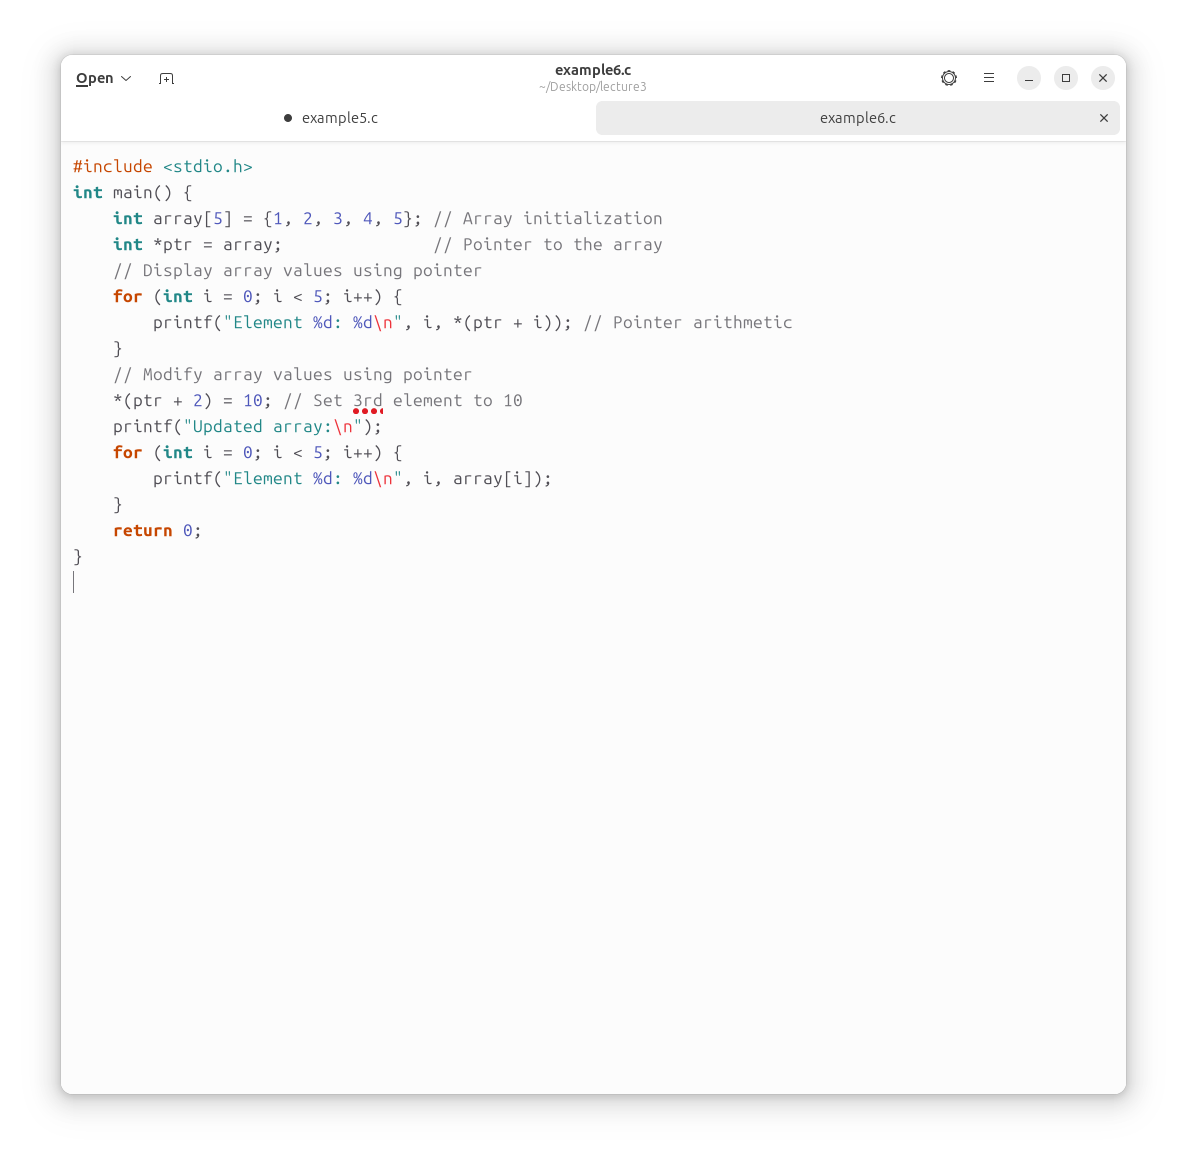 Open
example6.c
~/Desktop/lecture3
example5.c
example6.c
#include <stdio.h>
int main() {
    int array[5] = {1, 2, 3, 4, 5}; // Array initialization
    int *ptr = array;               // Pointer to the array
    // Display array values using pointer
    for (int i = 0; i < 5; i++) {
        printf("Element %d: %d\n", i, *(ptr + i)); // Pointer arithmetic
    }
    // Modify array values using pointer
    *(ptr + 2) = 10; // Set 3rd element to 10
    printf("Updated array:\n");
    for (int i = 0; i < 5; i++) {
        printf("Element %d: %d\n", i, array[i]);
    }
    return 0;
}